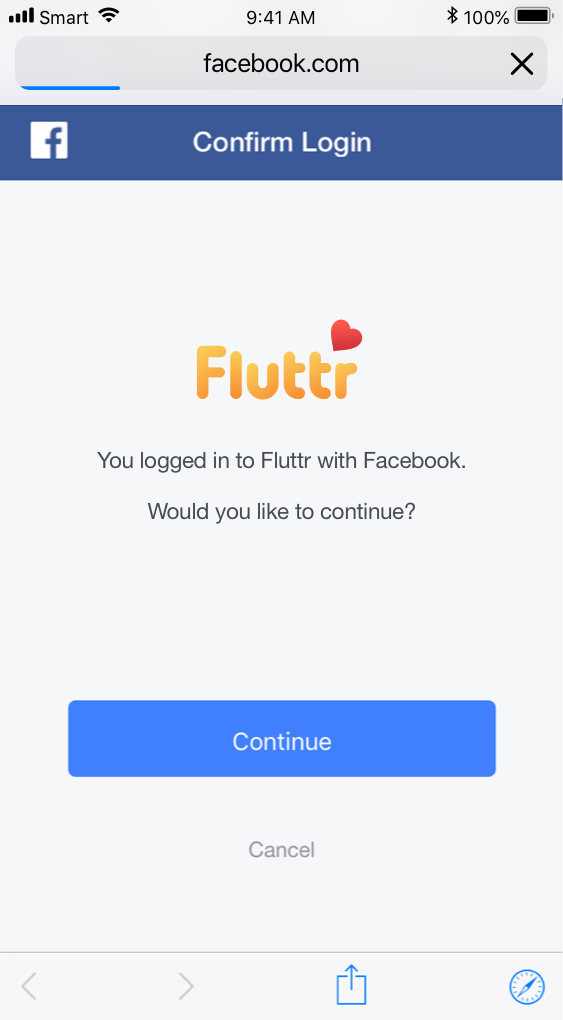 Smart 9:41 AM 100%
facebook.com
f Confirm Login
Fluttr
You logged in to Fluttr with Facebook.
Would you like to continue?
Continue
Cancel